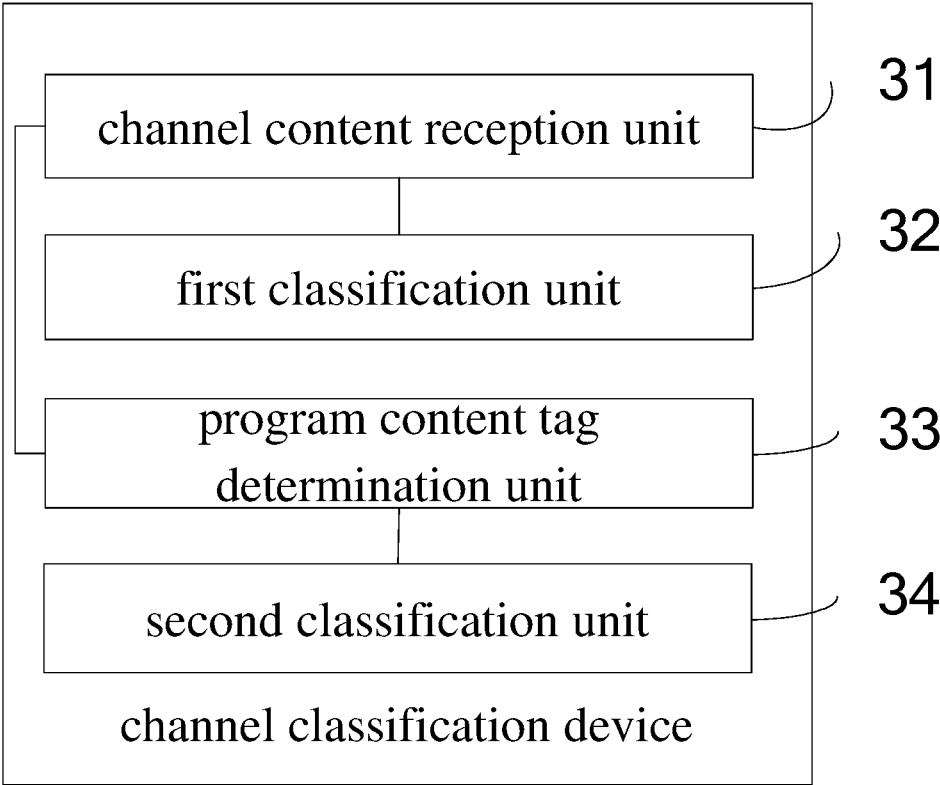 channel content reception unit
31
first classification unit
32
program content tag
determination unit
33
second classification unit
34
channel classification device